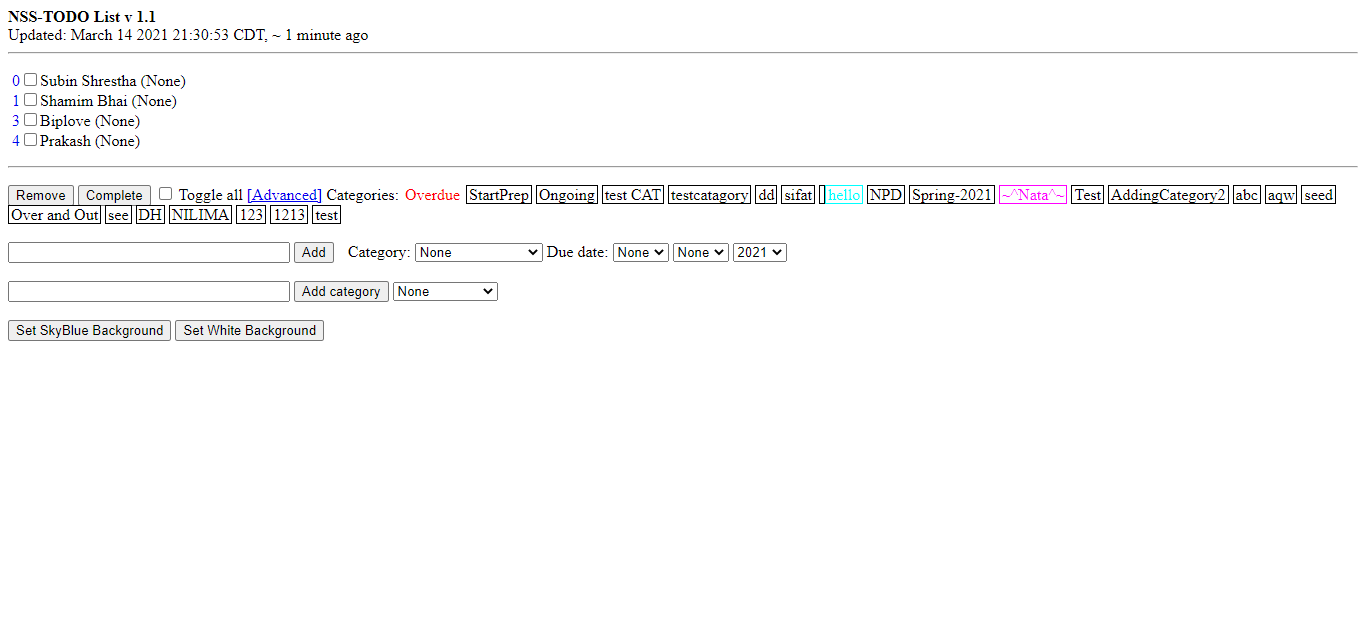 NSS-TODO List v 1.1
Updated: March 14 2021 21:30:53 CDT, ~ 1 minute ago
0 Subin Shrestha (None)
1 Shamim Bhai (None)
3 Biplove (None)
4 Prakash (None)
Remove Complete Toggle all [Advanced] Categories: Overdue StartPrep Ongoing test CAT testcatagory dd sifat hello NPD Spring-2021 ~^Nata^~ Test AddingCategory2 abc aqw seed
Over and Out see DH NILIMA 123 1213 test
Add Category: None Due date: None None 2021
Add category None
Set SkyBlue Background Set White Background